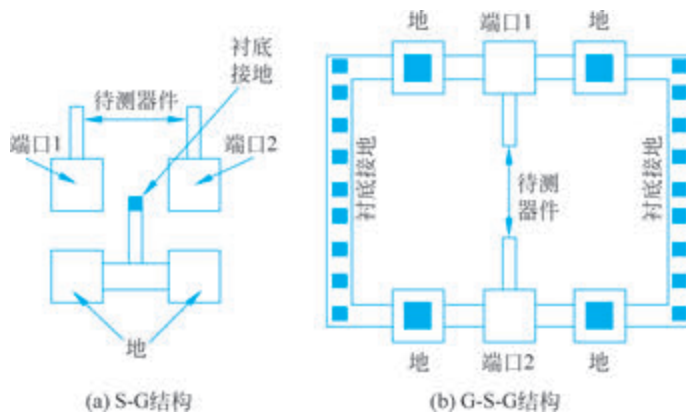 衬底
接地
待测器件
端口1
端口2
地
(a) S-G结构
地
端口1
地
衬底接地
待测
器件
衬底接地
地
端口2
地
(b) G-S-G结构